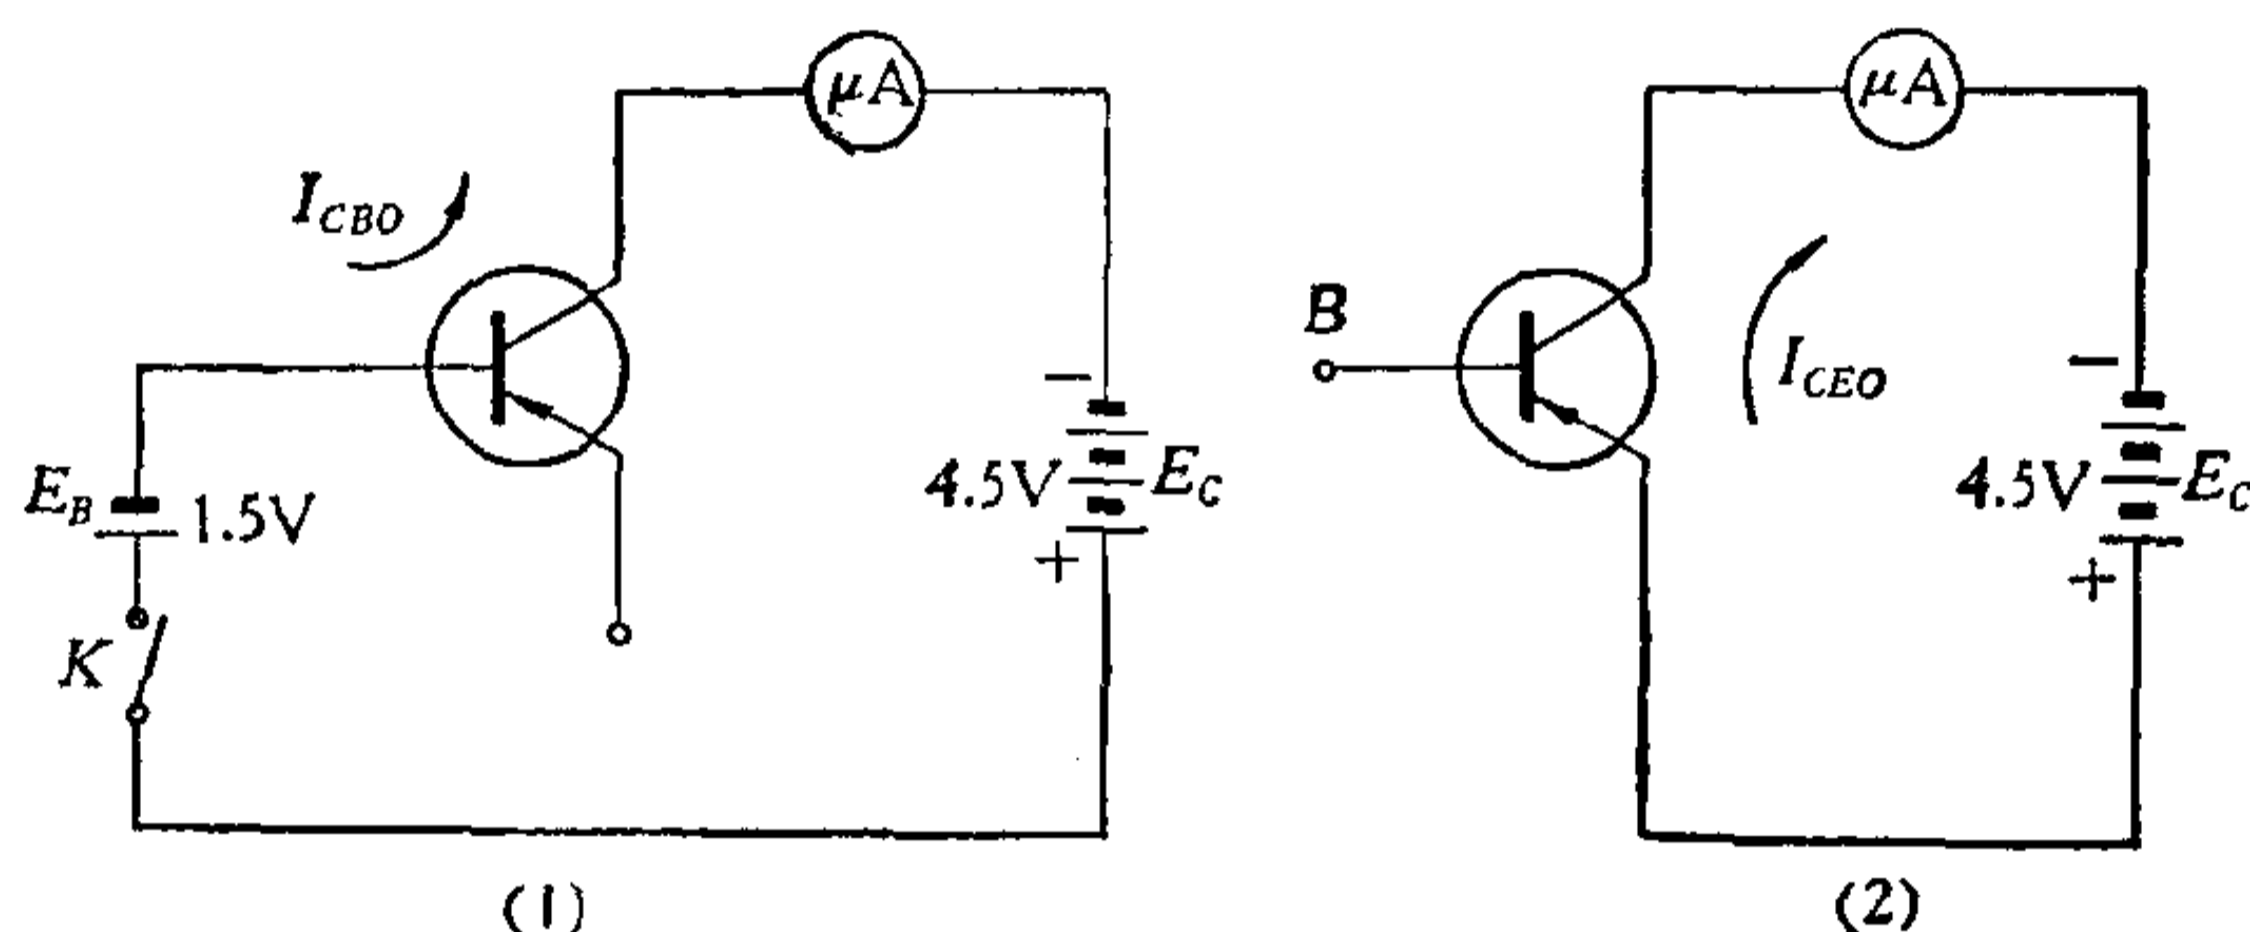 μA
I_CBO
E_B 1.5V
K
−
4.5V E_C
+
(1)
μA
B
I_CEO
−
4.5V E_C
+
(2)